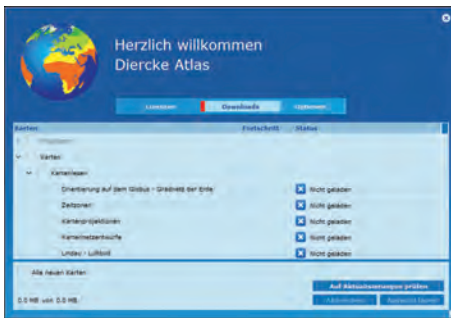 Herzlich willkommen
Diercke Atlas
Lizenzen Downloads Optionen
Karten Fortschritt Status
Karten
Kartenlesen
Orientierung auf dem Globus - Gradnetz der Erde Nicht geladen
Zeitzonen Nicht geladen
Kartenprojektionen Nicht geladen
Kartennetzentwürfe Nicht geladen
Lindau - Luftbild Nicht geladen
Alle neuen Karten
Auf Aktualisierungen prüfen
0.0 MB von 0.0 MB